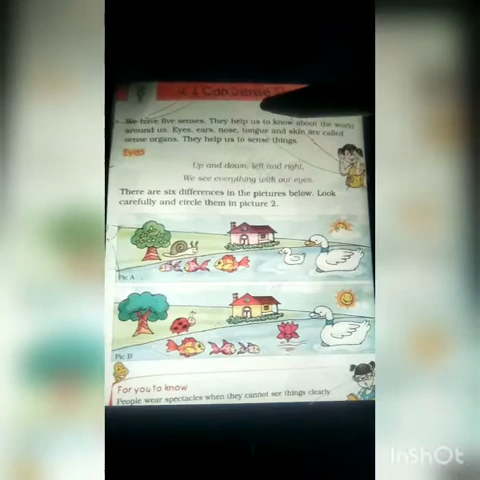 I Can Sense
We have five senses. They help us to know about the world
around us. Eyes, ears, nose, tongue and skin are called
sense organs. They help us to sense things.
Eyes
Up and down, left and right,
We see everything with our eyes.
There are six differences in the pictures below. Look
carefully and circle them in picture 2.
Pic A
Pic B
For you to know
People wear spectacles when they cannot see things clearly.
InShOt